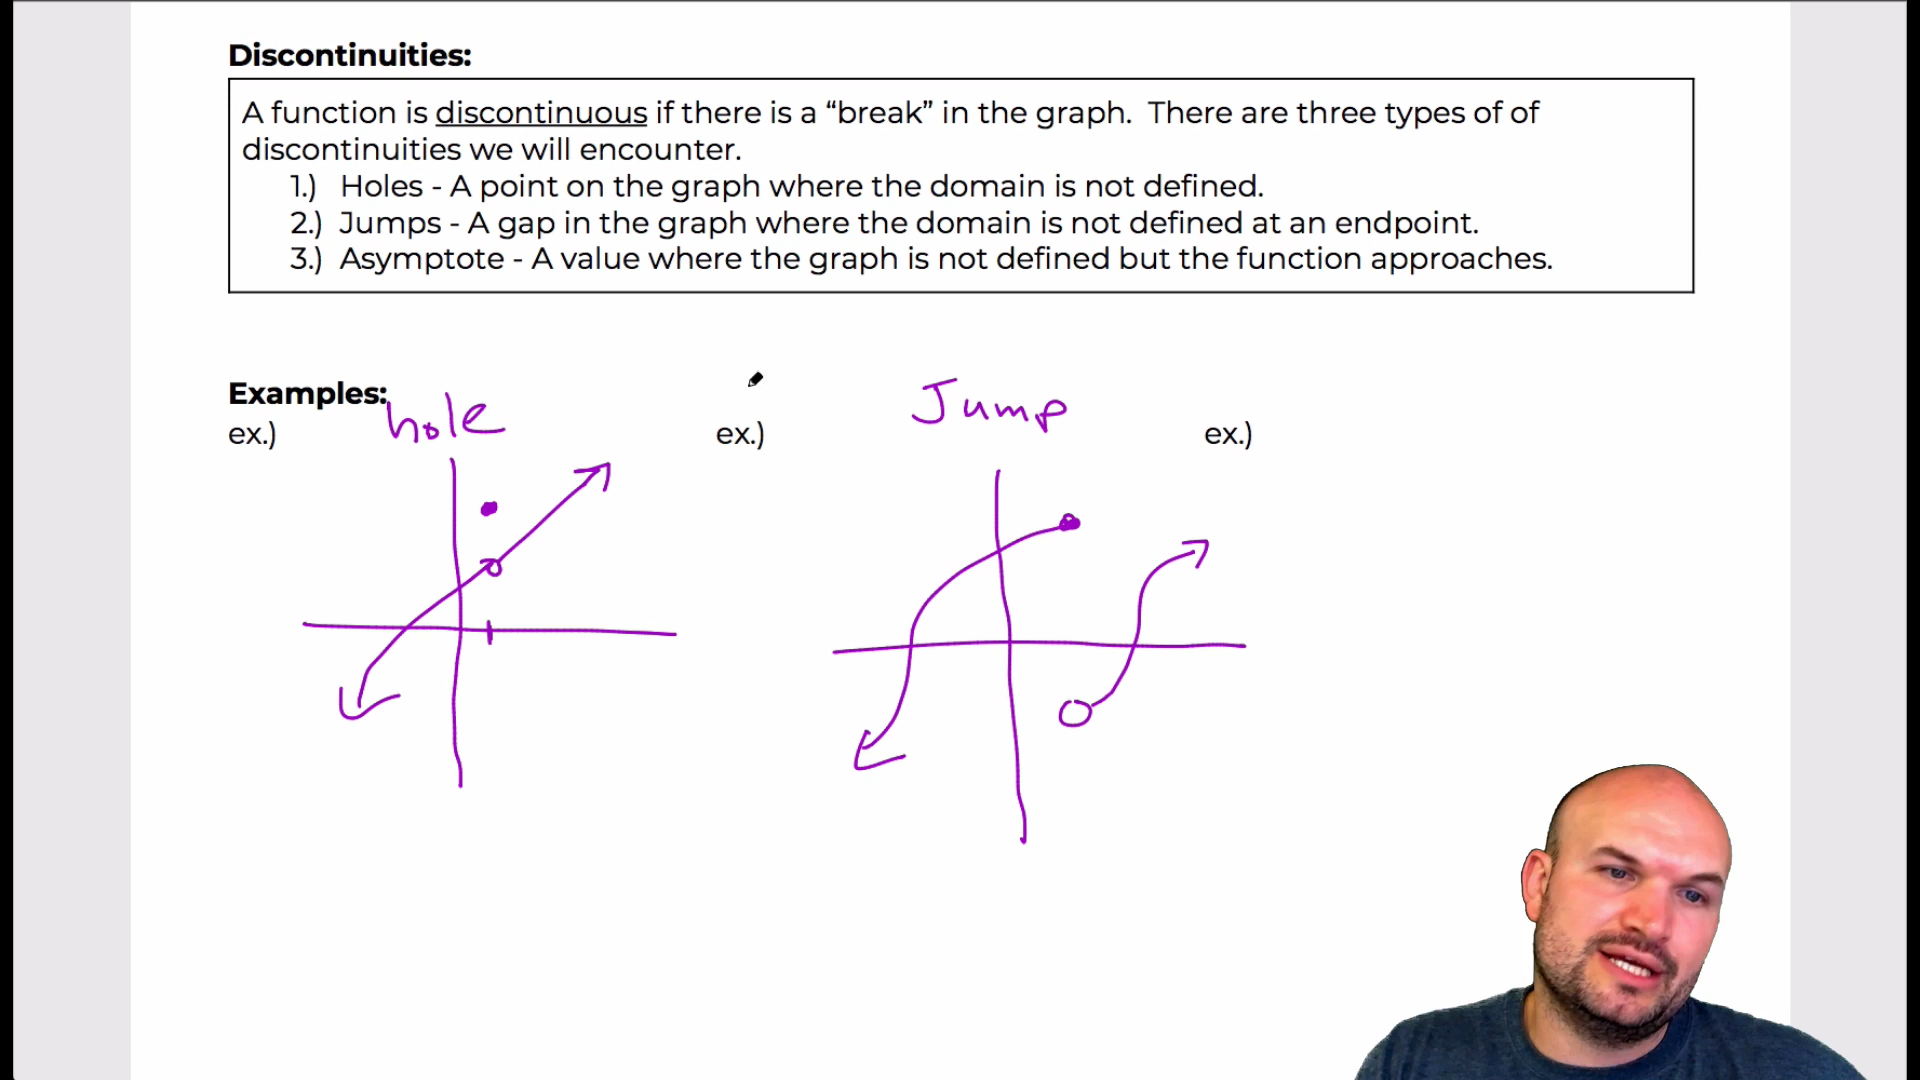 Discontinuities:
A function is discontinuous if there is a “break” in the graph.  There are three types of of
discontinuities we will encounter.
1.) Holes - A point on the graph where the domain is not defined.
2.) Jumps - A gap in the graph where the domain is not defined at an endpoint.
3.) Asymptote - A value where the graph is not defined but the function approaches.
Examples:
hole
Jump
ex.)
ex.)
ex.)